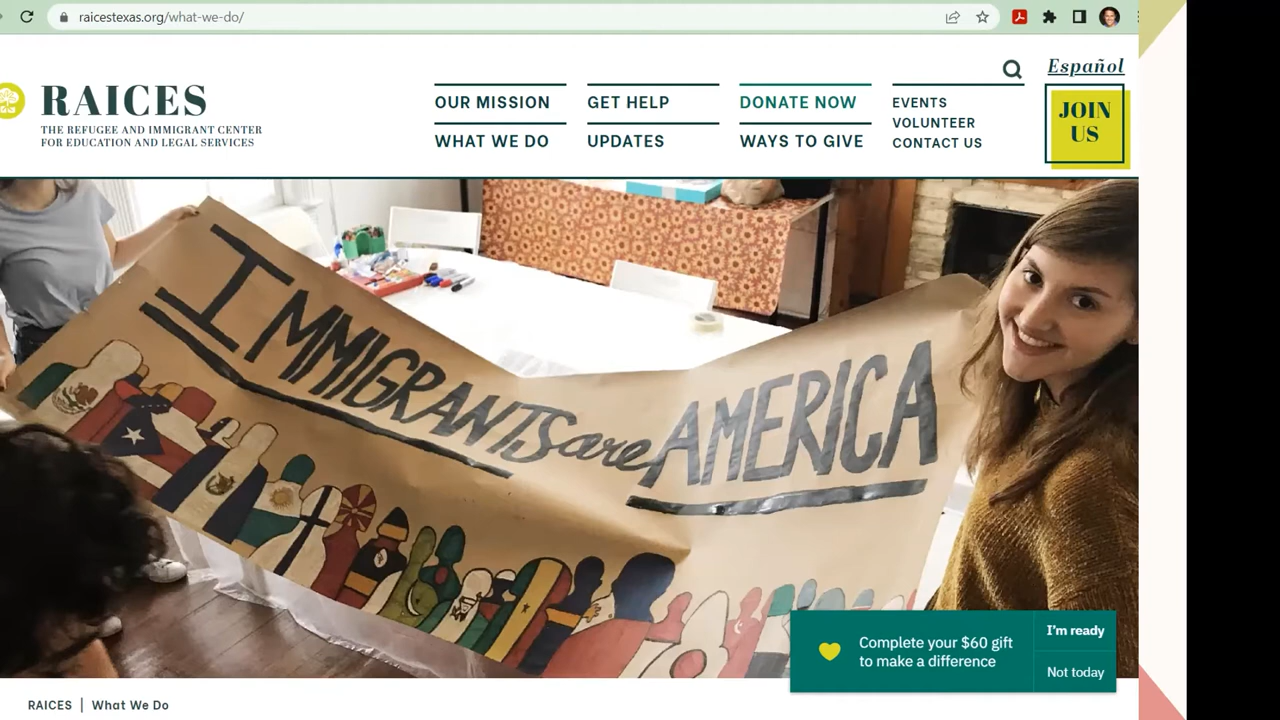 raicestexas.org/what-we-do/
Español
RAICES
THE REFUGEE AND IMMIGRANT CENTER
FOR EDUCATION AND LEGAL SERVICES
OUR MISSION
WHAT WE DO
GET HELP
UPDATES
DONATE NOW
WAYS TO GIVE
EVENTS
VOLUNTEER
CONTACT US
JOIN
US
IMMIGRANTS are AMERICA
Complete your $60 gift
to make a difference
I'm ready
Not today
RAICES | What We Do